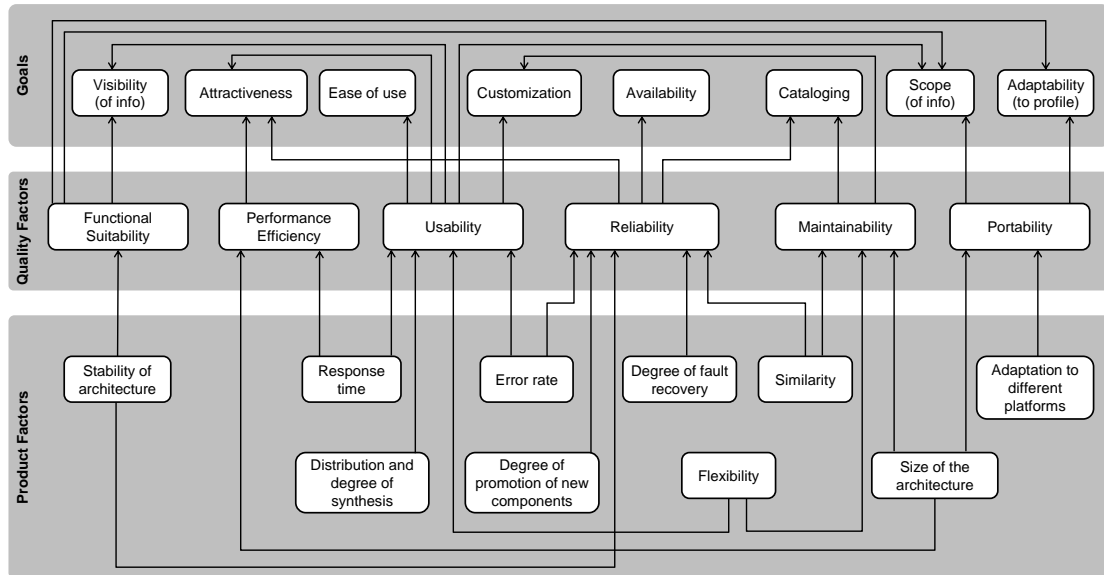 Goals
Visibility
(of info)
Attractiveness
Ease of use
Customization
Availability
Cataloging
Scope
(of info)
Adaptability
(to profile)
Quality Factors
Functional
Suitability
Performance
Efficiency
Usability
Reliability
Maintainability
Portability
Product Factors
Stability of
architecture
Response
time
Error rate
Degree of fault
recovery
Similarity
Adaptation to
different
platforms
Distribution and
degree of
synthesis
Degree of
promotion of new
components
Flexibility
Size of the
architecture